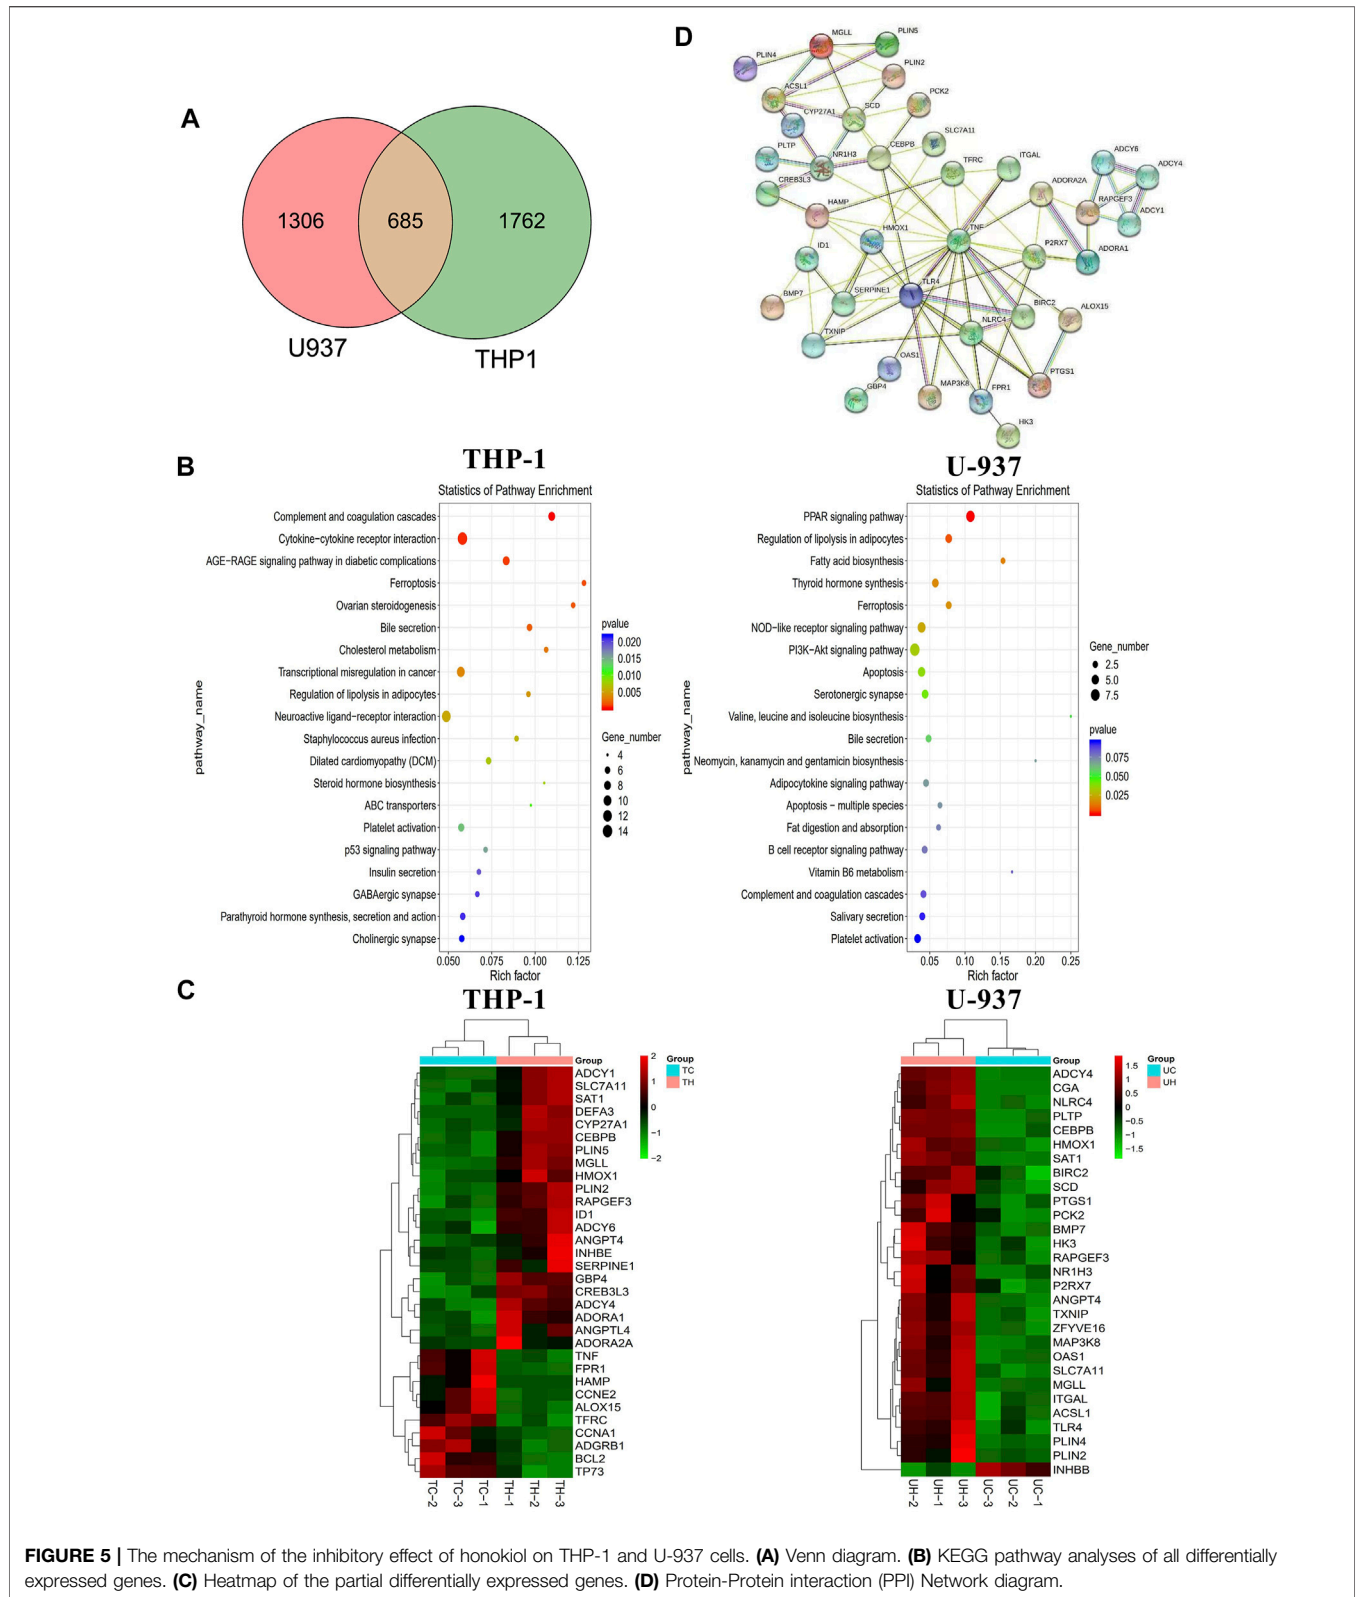 A
1306
685
1762
U937
THP1
D
MGLL
PLIN5
PLIN4
PLIN2
ACSL1
PCK2
CYP27A1
SCD
SLC7A11
PLTP
NR1H3
CEBPB
TFRC
ITGAL
ADCY6
ADCY4
CREB3L3
ADORA2A
HAMP
RAPGEF3
ADCY1
HMOX1
TNF
ID1
P2RX7
ADORA1
TLR4
BMP7
SERPINE1
BIRC2
ALOX15
TXNIP
NLRC4
OAS1
PTGS1
GBP4
MAP3K8
FPR1
HK3
B
THP-1
Statistics of Pathway Enrichment
pathway_name
Complement and coagulation cascades
Cytokine−cytokine receptor interaction
AGE−RAGE signaling pathway in diabetic complications
Ferroptosis
Ovarian steroidogenesis
Bile secretion
Cholesterol metabolism
Transcriptional misregulation in cancer
Regulation of lipolysis in adipocytes
Neuroactive ligand−receptor interaction
Staphylococcus aureus infection
Dilated cardiomyopathy (DCM)
Steroid hormone biosynthesis
ABC transporters
Platelet activation
p53 signaling pathway
Insulin secretion
GABAergic synapse
Parathyroid hormone synthesis, secretion and action
Cholinergic synapse
0.050 0.075 0.100 0.125
Rich factor
pvalue
0.020
0.015
0.010
0.005
Gene_number
4
6
8
10
12
14
U-937
Statistics of Pathway Enrichment
pathway_name
PPAR signaling pathway
Regulation of lipolysis in adipocytes
Fatty acid biosynthesis
Thyroid hormone synthesis
Ferroptosis
NOD−like receptor signaling pathway
PI3K−Akt signaling pathway
Apoptosis
Serotonergic synapse
Valine, leucine and isoleucine biosynthesis
Bile secretion
Neomycin, kanamycin and gentamicin biosynthesis
Adipocytokine signaling pathway
Apoptosis − multiple species
Fat digestion and absorption
B cell receptor signaling pathway
Vitamin B6 metabolism
Complement and coagulation cascades
Salivary secretion
Platelet activation
0.05 0.10 0.15 0.20 0.25
Rich factor
Gene_number
2.5
5.0
7.5
pvalue
0.075
0.050
0.025
C
THP-1
Group
ADCY1
SLC7A11
SAT1
DEFA3
CYP27A1
CEBPB
PLIN5
MGLL
HMOX1
PLIN2
RAPGEF3
ID1
ADCY6
ANGPT4
INHBE
SERPINE1
GBP4
CREB3L3
ADCY4
ADORA1
ANGPTL4
ADORA2A
TNF
FPR1
HAMP
CCNE2
ALOX15
TFRC
CCNA1
ADGRB1
BCL2
TP73
TC−2 TC−3 TC−1 TH−1 TH−2 TH−3
2
1
0
−1
−2
Group
TC
TH
U-937
Group
ADCY4
CGA
NLRC4
PLTP
CEBPB
HMOX1
SAT1
BIRC2
SCD
PTGS1
PCK2
BMP7
HK3
RAPGEF3
NR1H3
P2RX7
ANGPT4
TXNIP
ZFYVE16
MAP3K8
OAS1
SLC7A11
MGLL
ITGAL
ACSL1
TLR4
PLIN4
PLIN2
INHBB
UH−2 UH−1 UH−3 UC−3 UC−2 UC−1
1.5
1
0.5
0
−0.5
−1
−1.5
Group
UC
UH
FIGURE 5 | The mechanism of the inhibitory effect of honokiol on THP-1 and U-937 cells. (A) Venn diagram. (B) KEGG pathway analyses of all differentially
expressed genes. (C) Heatmap of the partial differentially expressed genes. (D) Protein-Protein interaction (PPI) Network diagram.